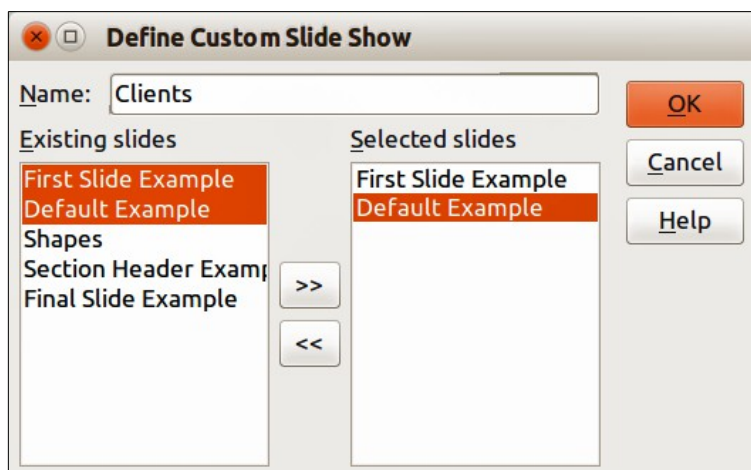 Define Custom Slide Show
Name: Clients
OK
Existing slides
Selected slides
Cancel
First Slide Example
Default Example
Shapes
Section Header Examp
Final Slide Example
>>
<<
First Slide Example
Default Example
Help